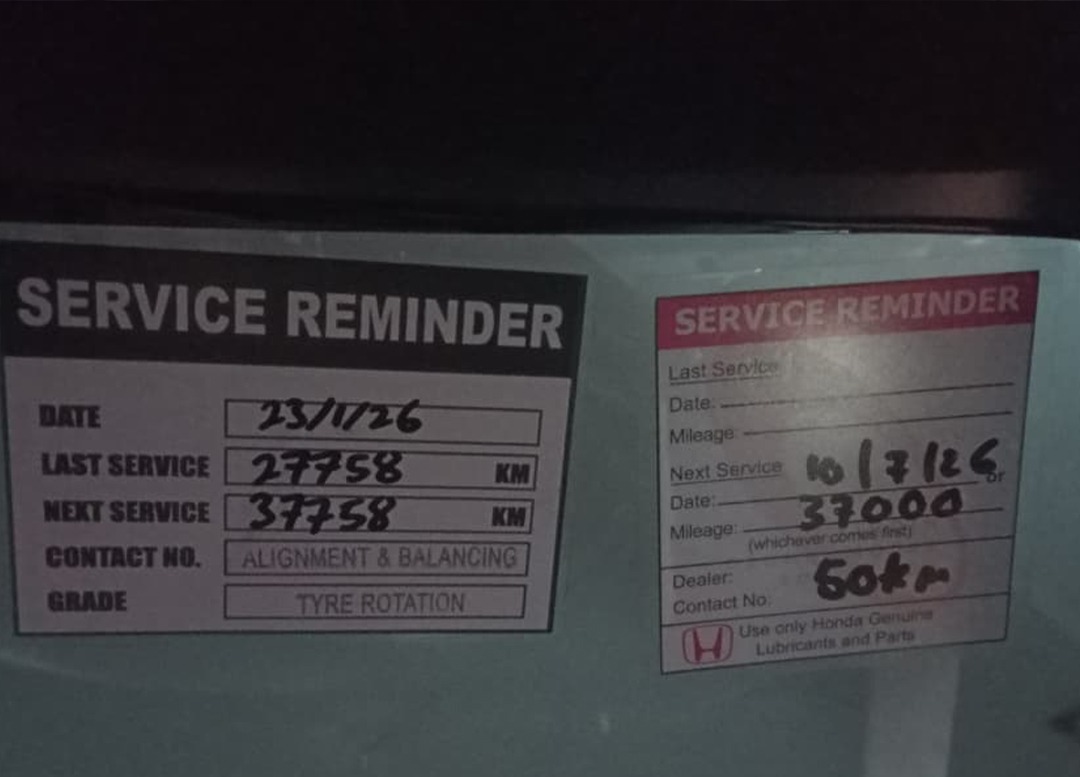 SERVICE REMINDER
DATE 23/1/26
LAST SERVICE 27758 KM
NEXT SERVICE 37758 KM
CONTACT NO. ALIGNMENT & BALANCING
GRADE TYRE ROTATION
SERVICE REMINDER
Last Service
Date:
Mileage:
Next Service 10/7/26 or
Date:
Mileage: 37000
(whichever comes first)
Dealer:
Contact No:
Use only Honda Genuine
Lubricants and Parts